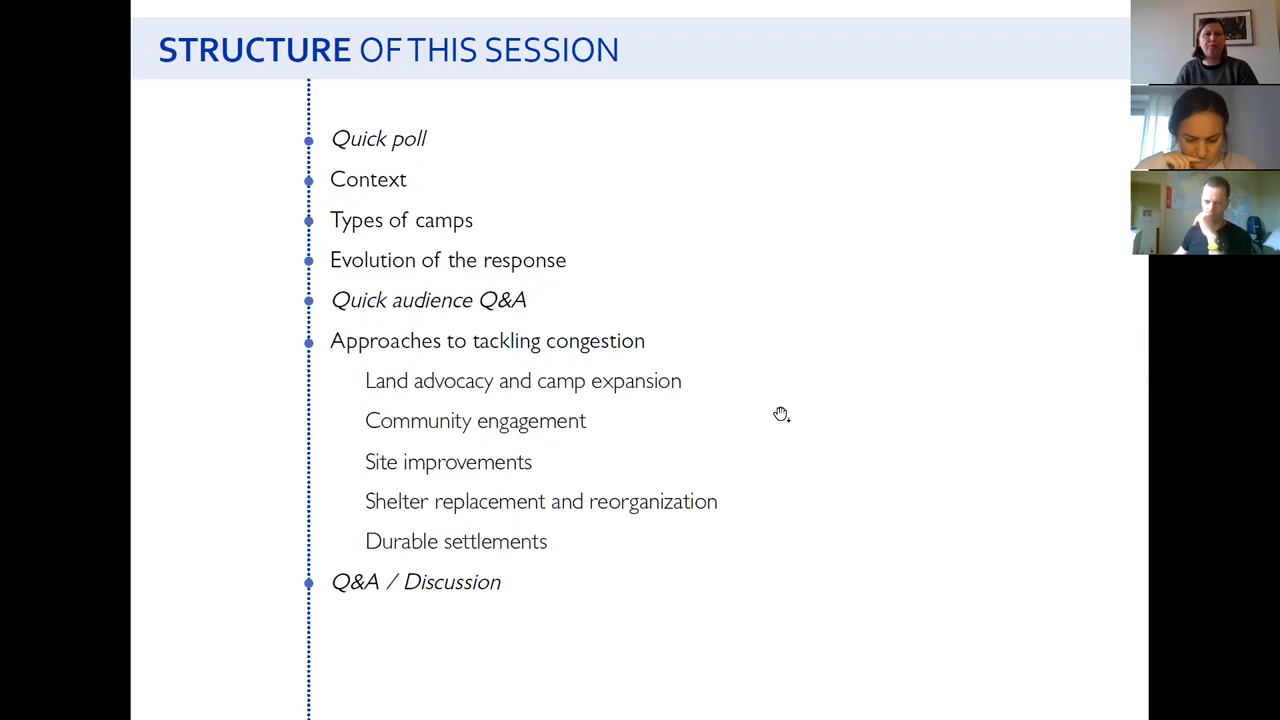 STRUCTURE OF THIS SESSION
Quick poll
Context
Types of camps
Evolution of the response
Quick audience Q&A
Approaches to tackling congestion
Land advocacy and camp expansion
Community engagement
Site improvements
Shelter replacement and reorganization
Durable settlements
Q&A / Discussion